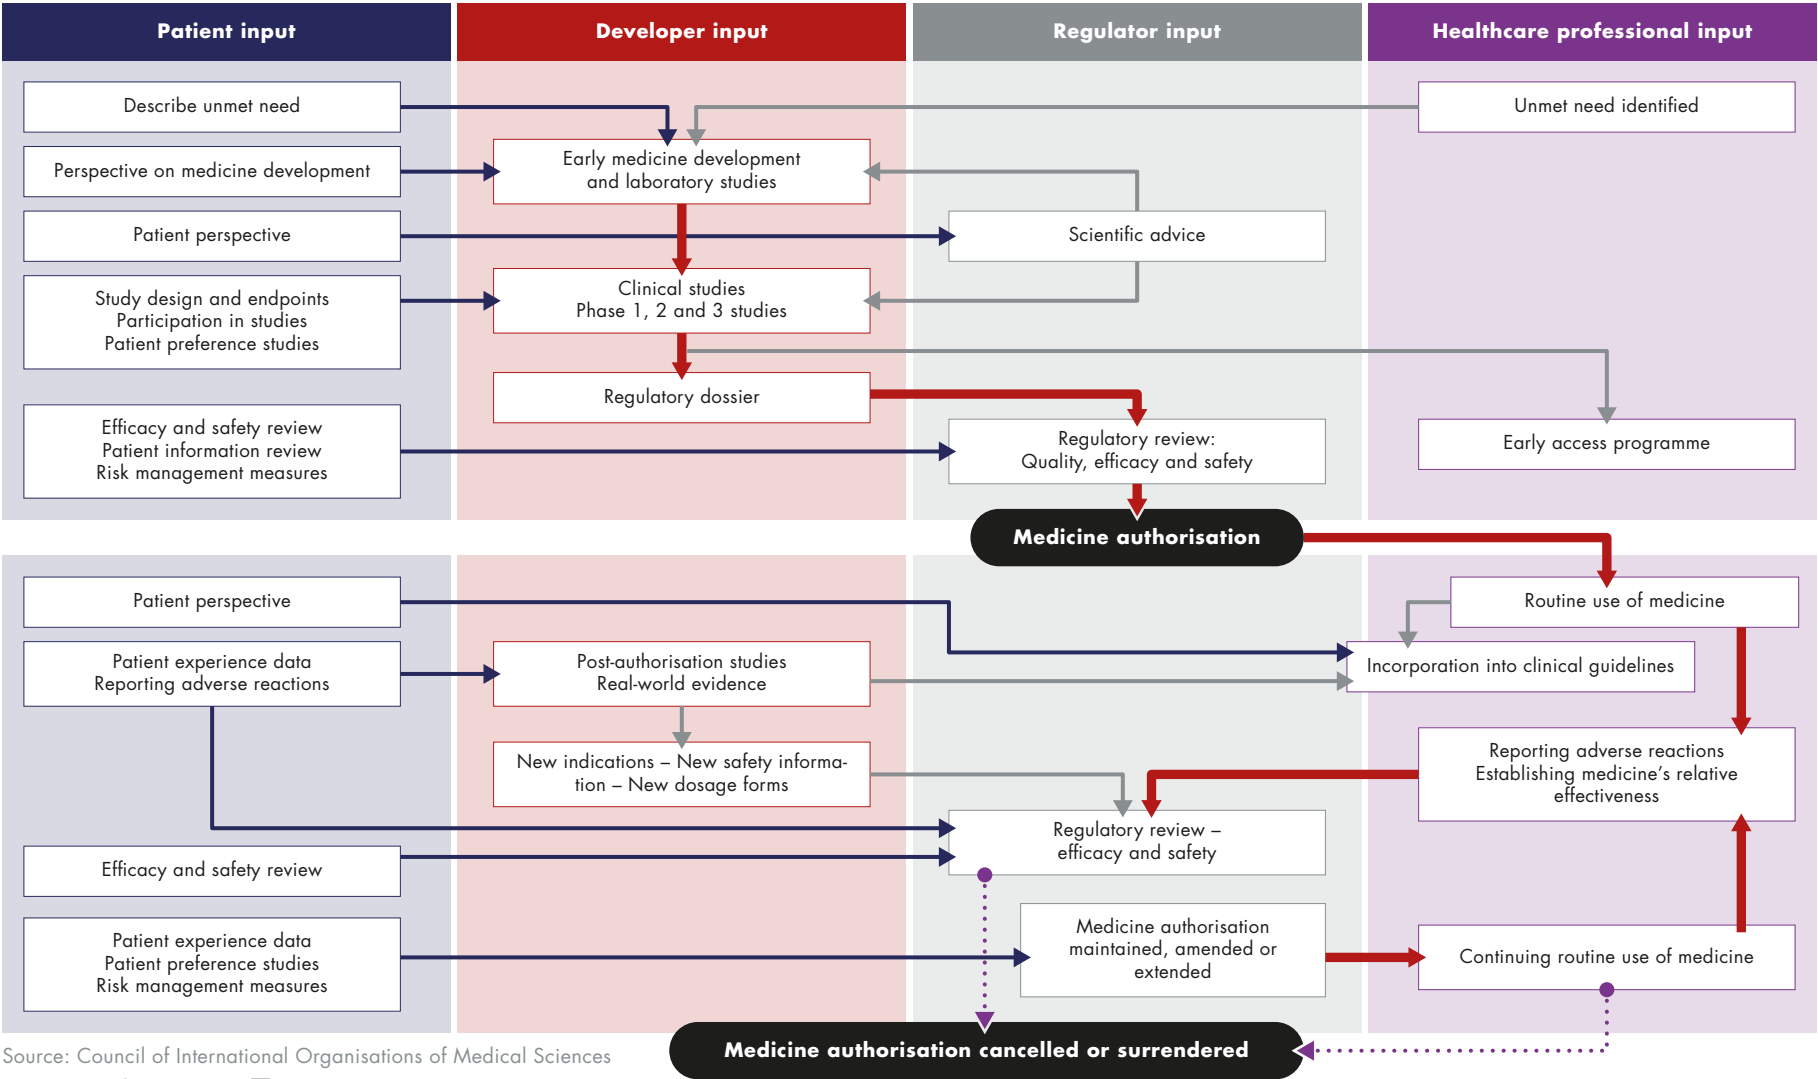 Patient input
Developer input
Regulator input
Healthcare professional input
Describe unmet need
Unmet need identified
Perspective on medicine development
Early medicine development
and laboratory studies
Patient perspective
Scientific advice
Study design and endpoints
Participation in studies
Patient preference studies
Clinical studies
Phase 1, 2 and 3 studies
Regulatory dossier
Efficacy and safety review
Patient information review
Risk management measures
Regulatory review:
Quality, efficacy and safety
Early access programme
Medicine authorisation
Patient perspective
Routine use of medicine
Patient experience data
Reporting adverse reactions
Post-authorisation studies
Real-world evidence
Incorporation into clinical guidelines
New indications – New safety informa-
tion – New dosage forms
Reporting adverse reactions
Establishing medicine’s relative
effectiveness
Regulatory review –
efficacy and safety
Efficacy and safety review
Patient experience data
Patient preference studies
Risk management measures
Medicine authorisation
maintained, amended or
extended
Continuing routine use of medicine
Medicine authorisation cancelled or surrendered
Source: Council of International Organisations of Medical Sciences